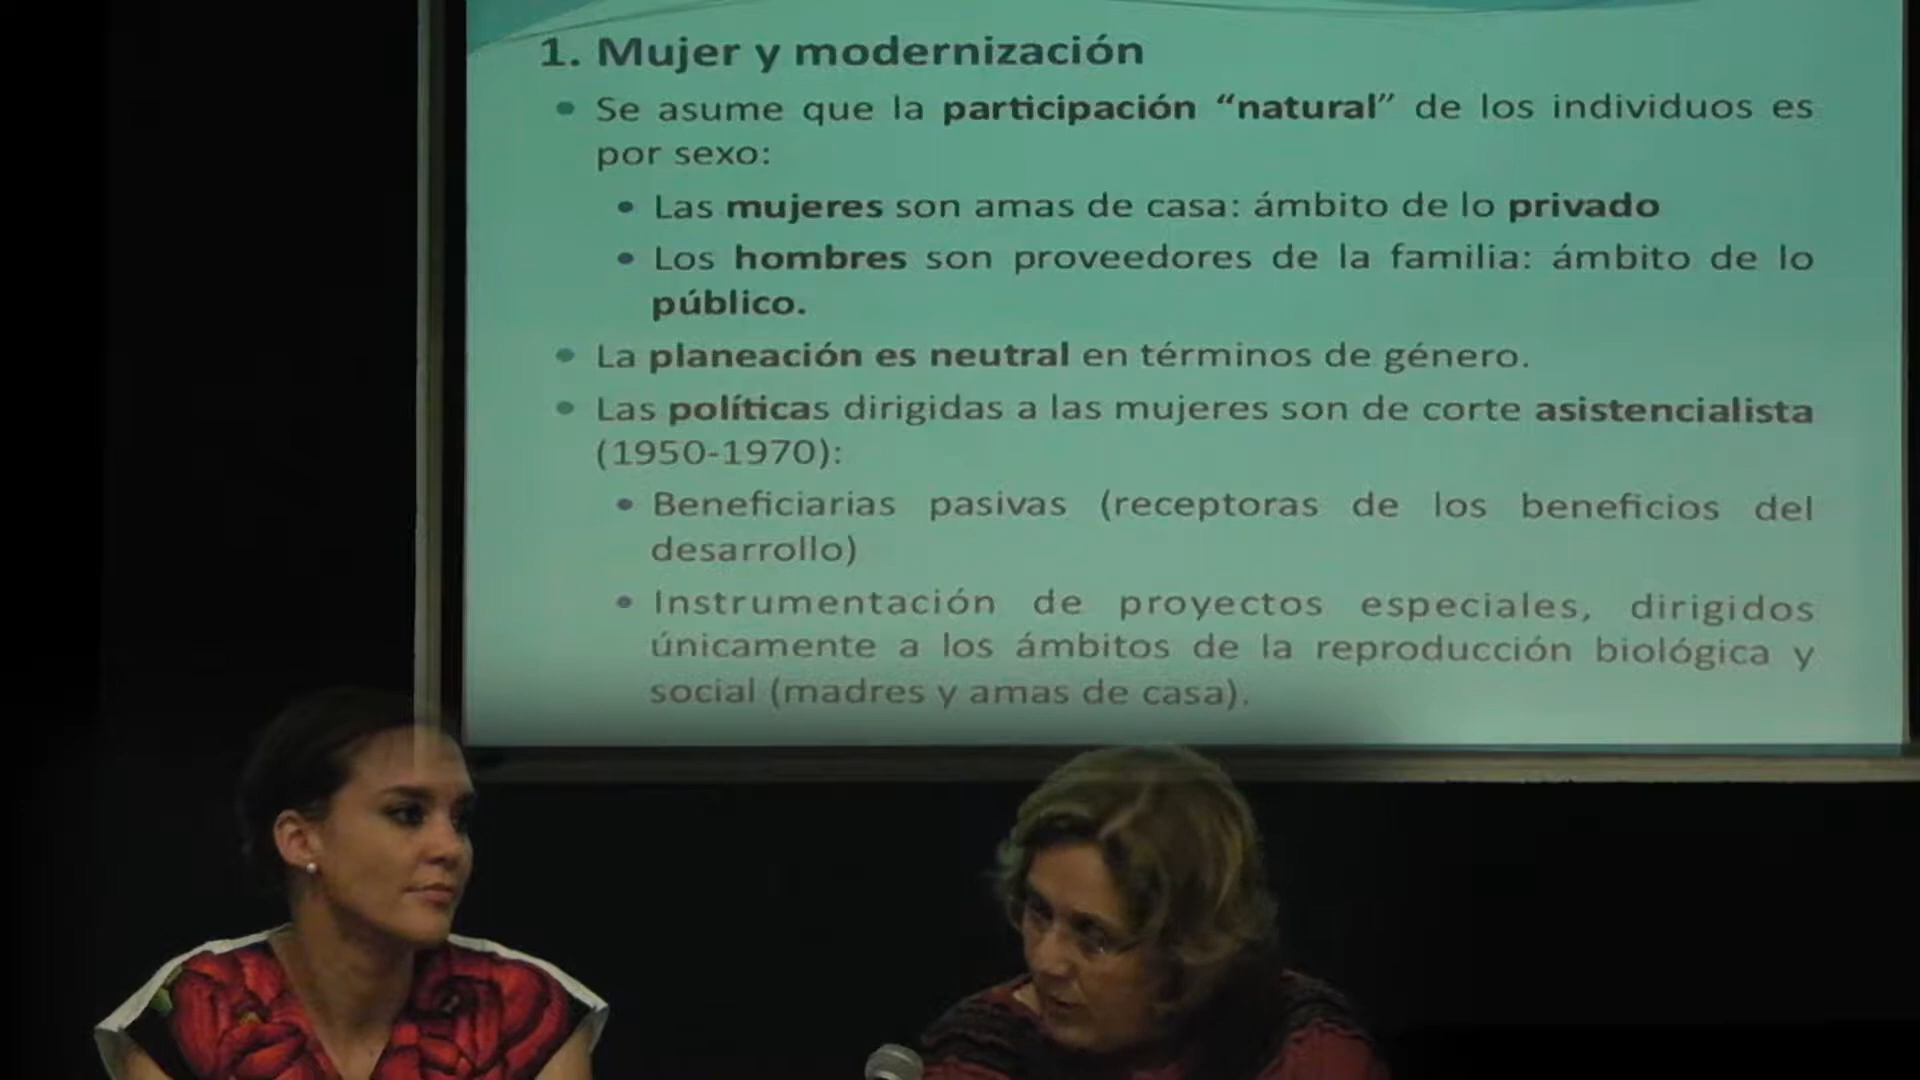 1. Mujer y modernización
• Se asume que la participación “natural” de los individuos es
por sexo:
• Las mujeres son amas de casa: ámbito de lo privado
• Los hombres son proveedores de la familia: ámbito de lo
público.
• La planeación es neutral en términos de género.
• Las políticas dirigidas a las mujeres son de corte asistencialista
(1950-1970):
• Beneficiarias pasivas (receptoras de los beneficios del
desarrollo)
• Instrumentación de proyectos especiales, dirigidos
únicamente a los ámbitos de la reproducción biológica y
social (madres y amas de casa).